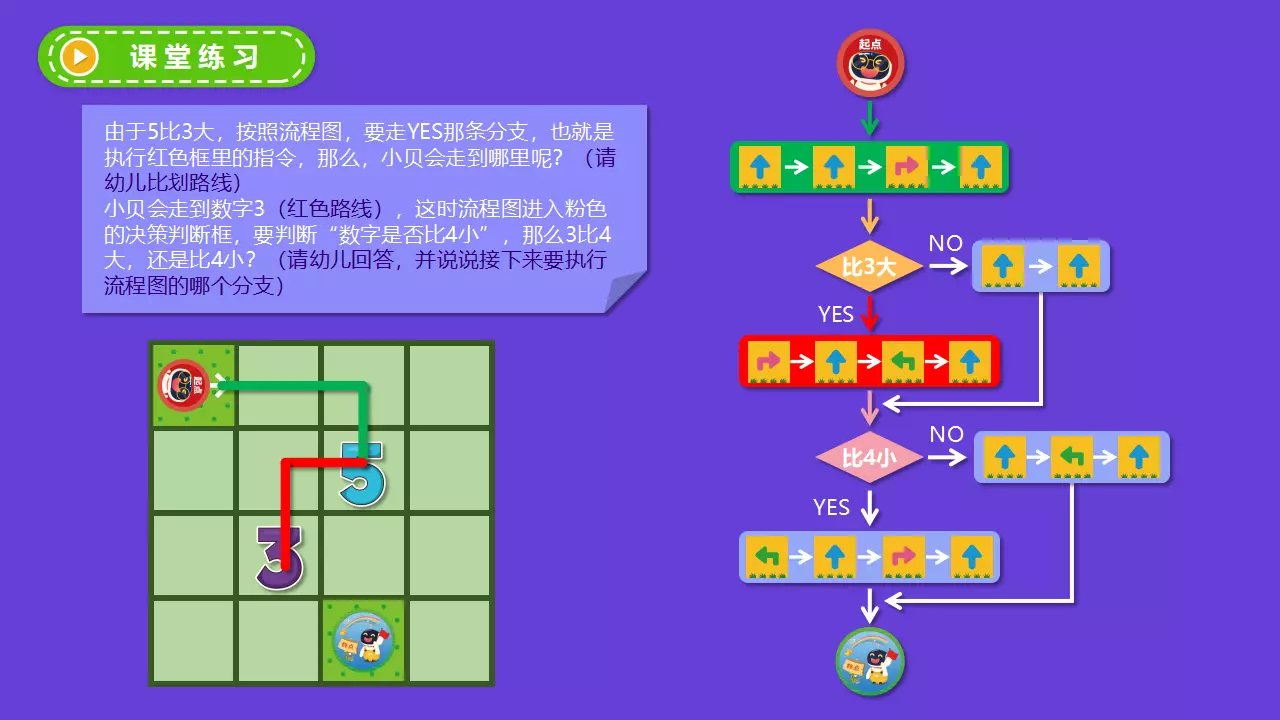 课堂练习
由于5比3大，按照流程图，要走YES那条分支，也就是
执行红色框里的指令，那么，小贝会走到哪里呢？（请
幼儿比划路线）
小贝会走到数字3（红色路线），这时流程图进入粉色
的决策判断框，要判断“数字是否比4小”，那么3比4
大，还是比4小？（请幼儿回答，并说说接下来要执行
流程图的哪个分支）
起点
5
3
起点
比3大
NO
YES
比4小
NO
YES